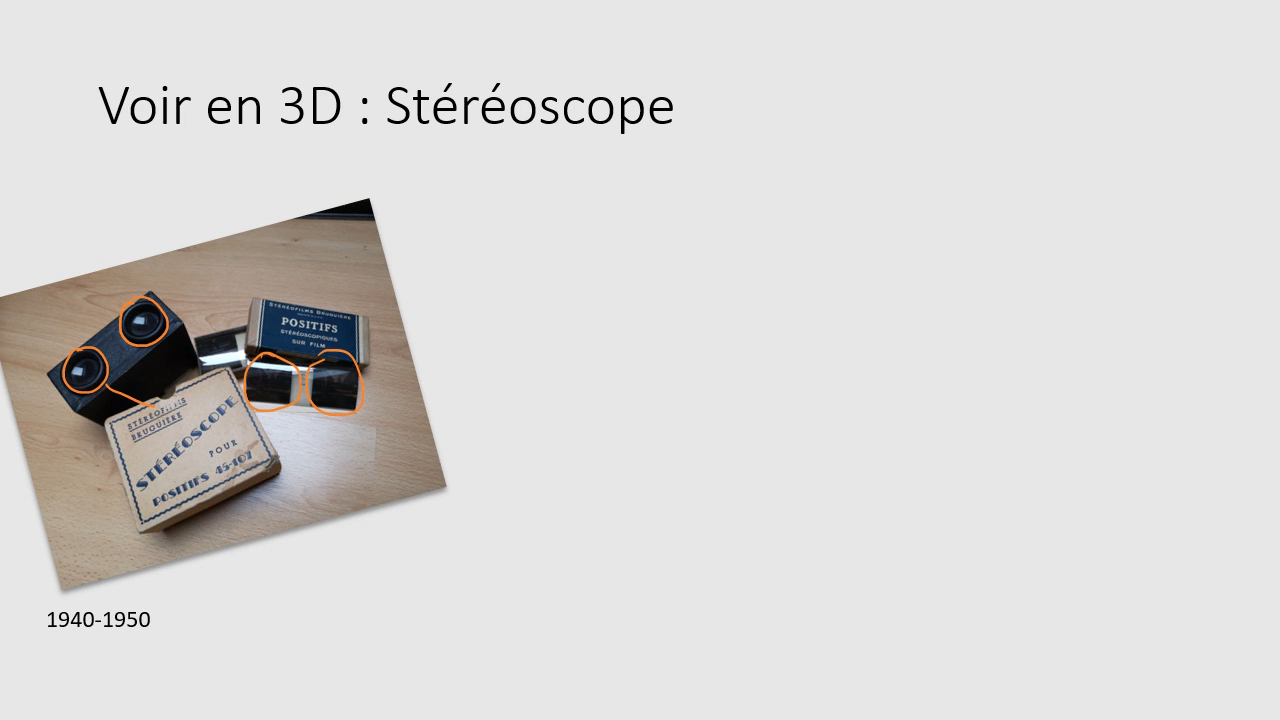 Voir en 3D : Stéréoscope
STÉRÉOFILMS BRUGUIÈRE
POSITIFS
STÉRÉOSCOPIQUES
SUR FILM
STÉRÉOFILMS
BRUGUIÈRE
STÉRÉOSCOPE
POUR
POSITIFS 45-107
1940-1950